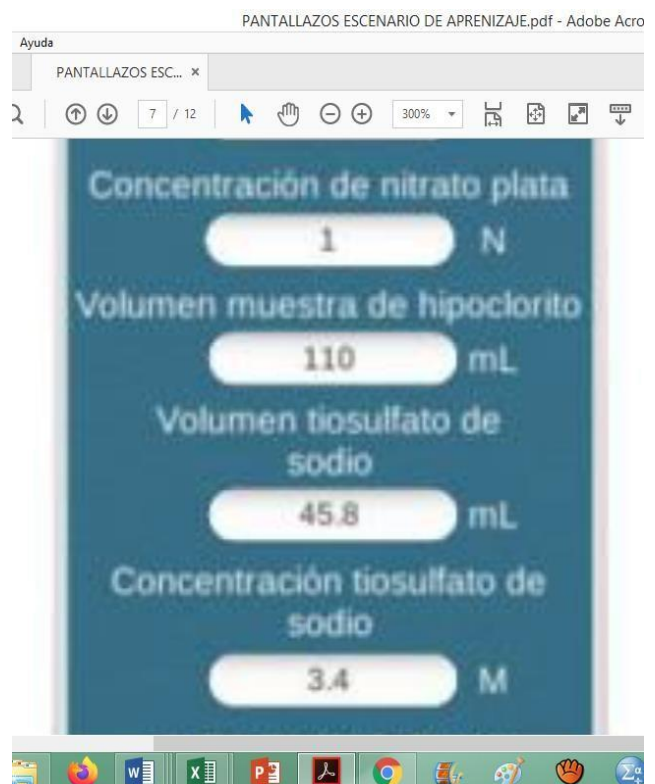 PANTALLAZOS ESCENARIO DE APRENIZAJE.pdf - Adobe Acro
Ayuda
PANTALLAZOS ESC... ×
7 / 12
300%
Concentración de nitrato plata
1 N
Volumen muestra de hipoclorito
110 mL
Volumen tiosulfato de
sodio
45.8 mL
Concentración tiosulfato de
sodio
3.4 M